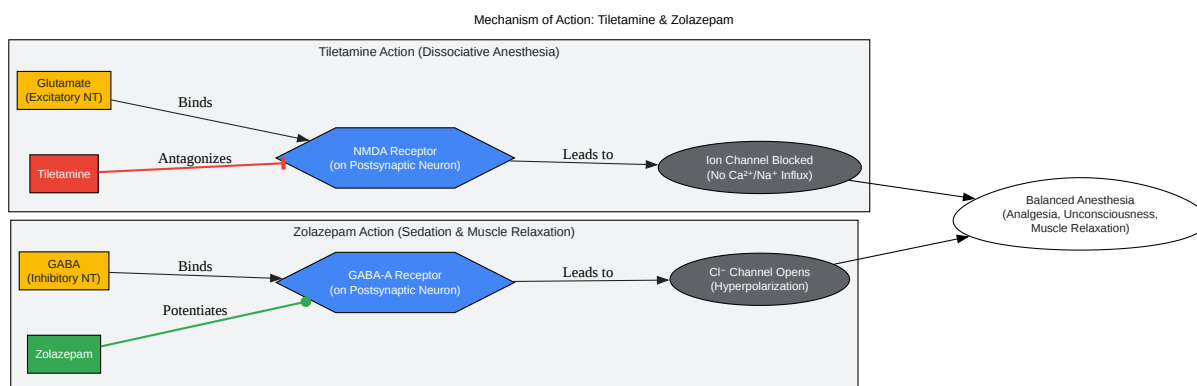 Mechanism of Action: Tiletamine & Zolazepam
Tiletamine Action (Dissociative Anesthesia)
Glutamate
(Excitatory NT)
Binds
Tiletamine
Antagonizes
NMDA Receptor
(on Postsynaptic Neuron)
Leads to
Ion Channel Blocked
(No Ca²⁺/Na⁺ Influx)
Zolazepam Action (Sedation & Muscle Relaxation)
GABA
(Inhibitory NT)
Binds
Zolazepam
Potentiates
GABA-A Receptor
(on Postsynaptic Neuron)
Leads to
Cl⁻ Channel Opens
(Hyperpolarization)
Balanced Anesthesia
(Analgesia, Unconsciousness,
Muscle Relaxation)